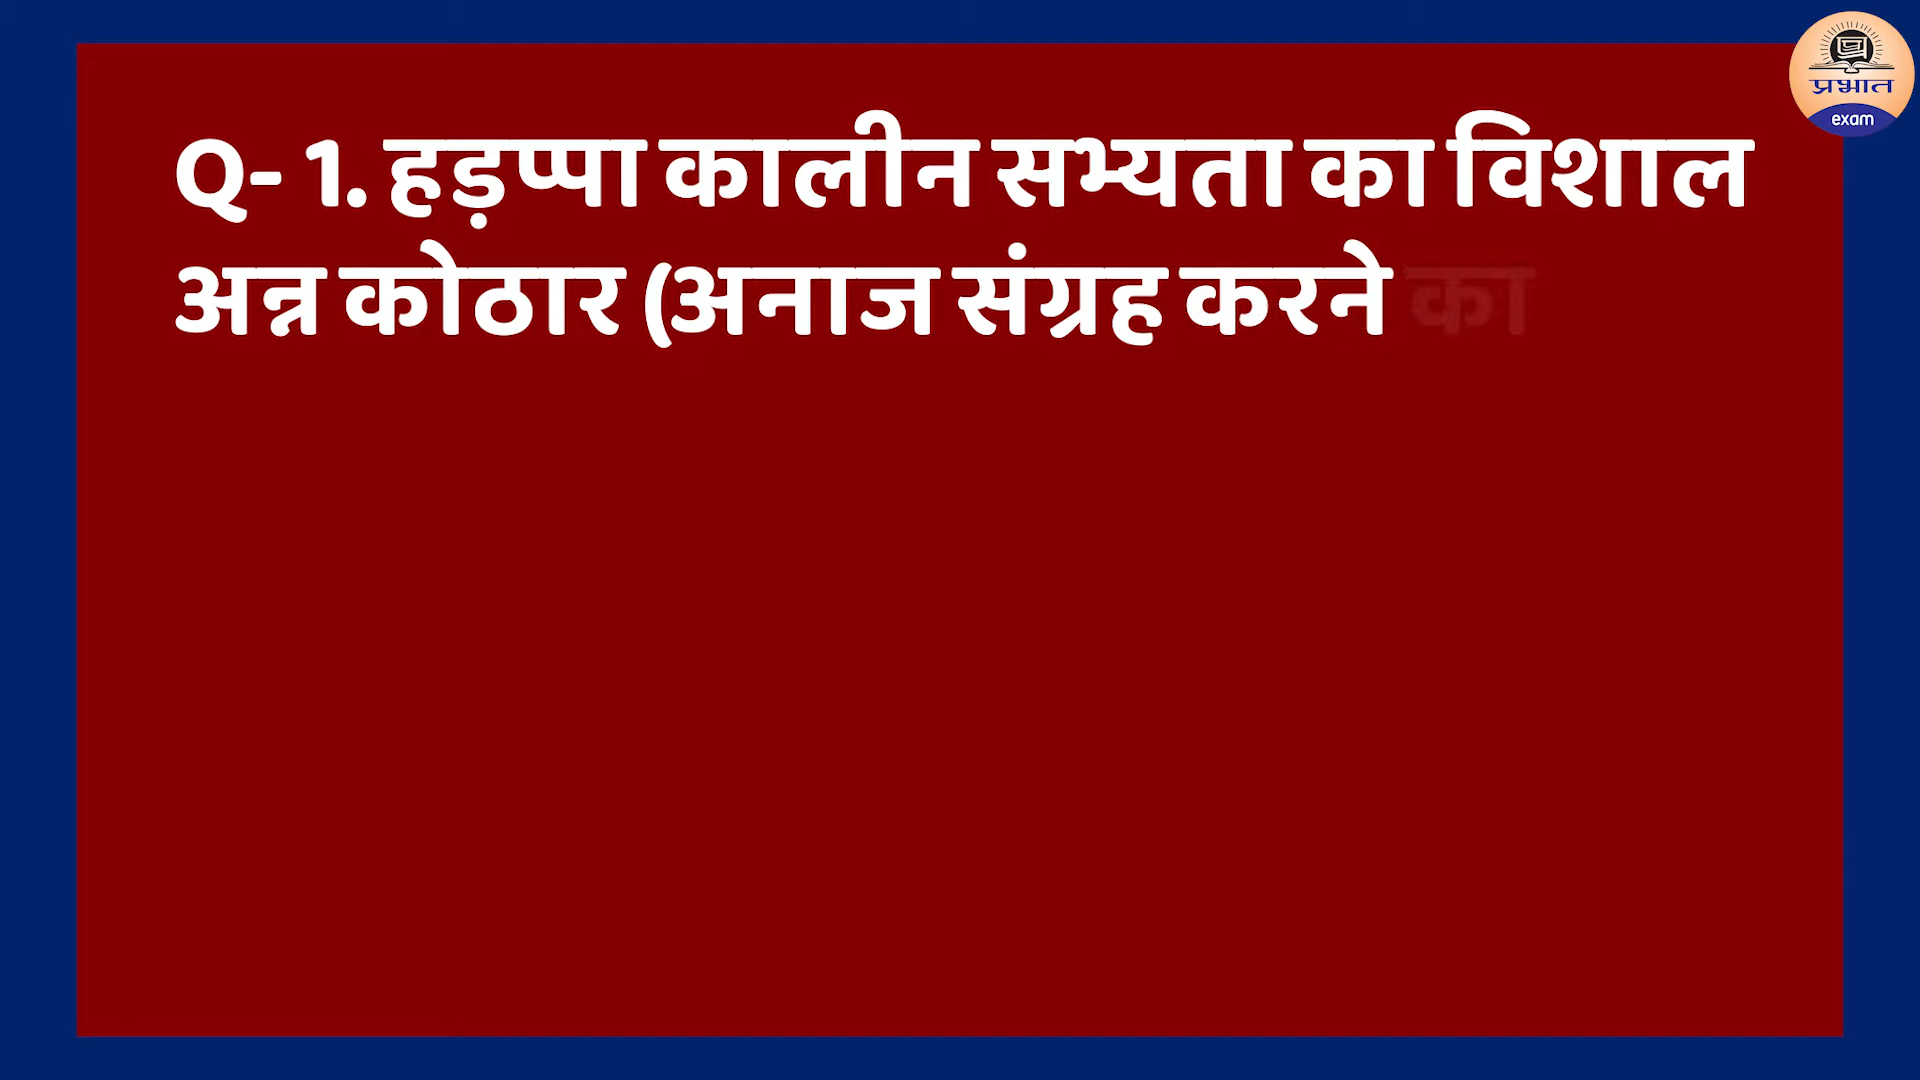 प्रभात
exam
Q- 1. हड़प्पा कालीन सभ्यता का विशाल
अन्न कोठार (अनाज संग्रह करने का